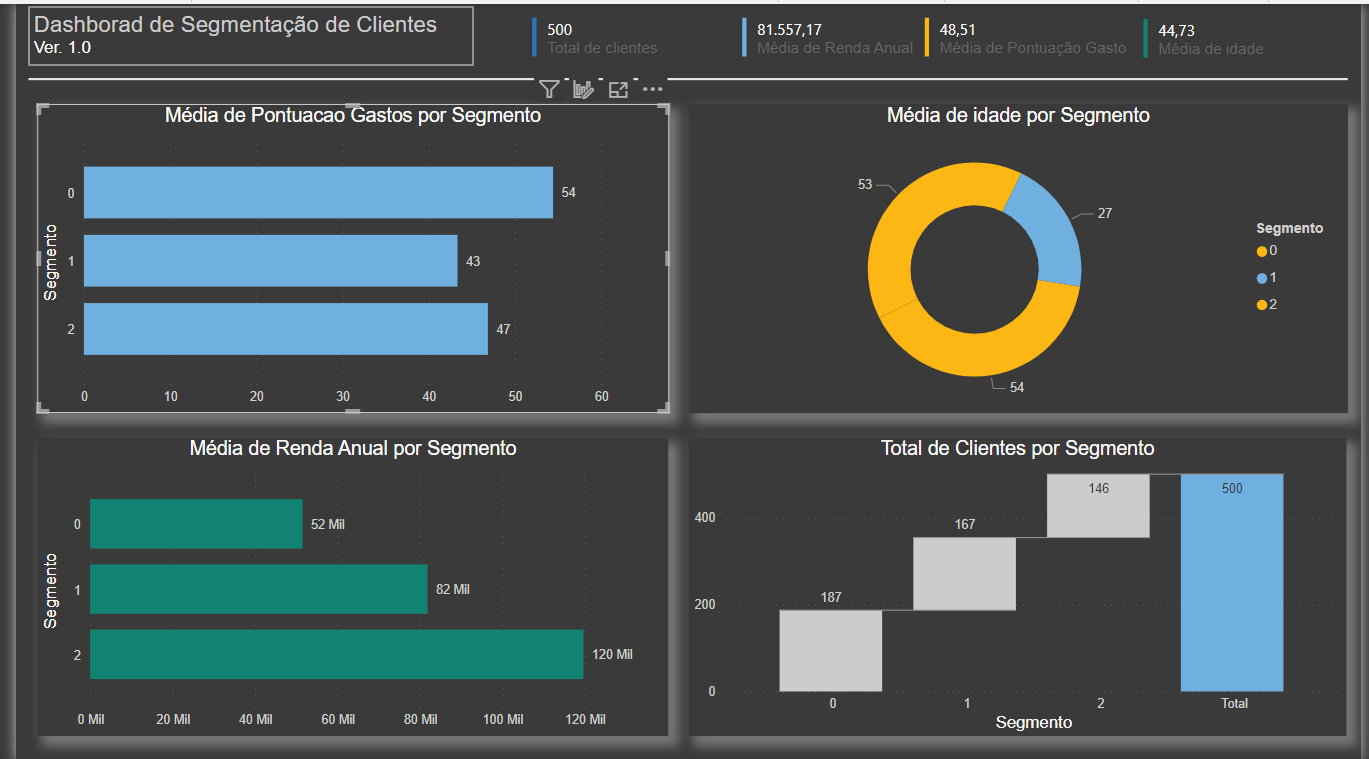 Dashborad de Segmentação de Clientes
Ver. 1.0
500
Total de clientes
81.557,17
Média de Renda Anual
48,51
Média de Pontuação Gasto
44,73
Média de idade
Média de Pontuacao Gastos por Segmento
Segmento
0
54
1
43
2
47
0 10 20 30 40 50 60
Média de idade por Segmento
53
27
54
Segmento
0
1
2
Média de Renda Anual por Segmento
Segmento
0
52 Mil
1
82 Mil
2
120 Mil
0 Mil 20 Mil 40 Mil 60 Mil 80 Mil 100 Mil 120 Mil
Total de Clientes por Segmento
400
200
0
187
167
146
500
0 1 2 Total
Segmento